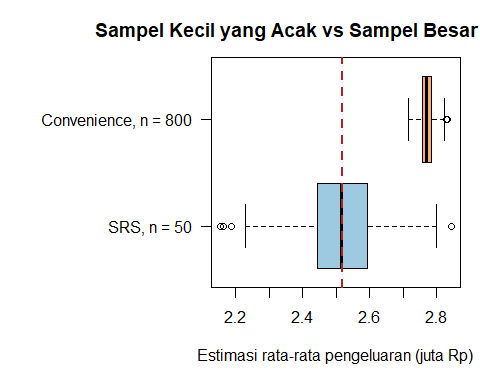 Sampel Kecil yang Acak vs Sampel Besar
Convenience, n = 800
SRS, n = 50
2.2 2.4 2.6 2.8
Estimasi rata-rata pengeluaran (juta Rp)